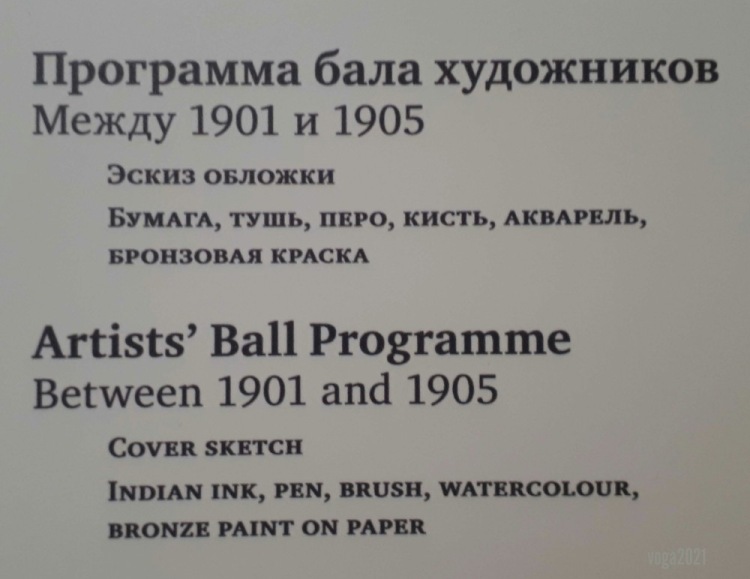 Программа бала художников
Между 1901 и 1905
Эскиз обложки
Бумага, тушь, перо, кисть, акварель,
бронзовая краска
Artists’ Ball Programme
Between 1901 and 1905
Cover sketch
Indian ink, pen, brush, watercolour,
bronze paint on paper
voga2021